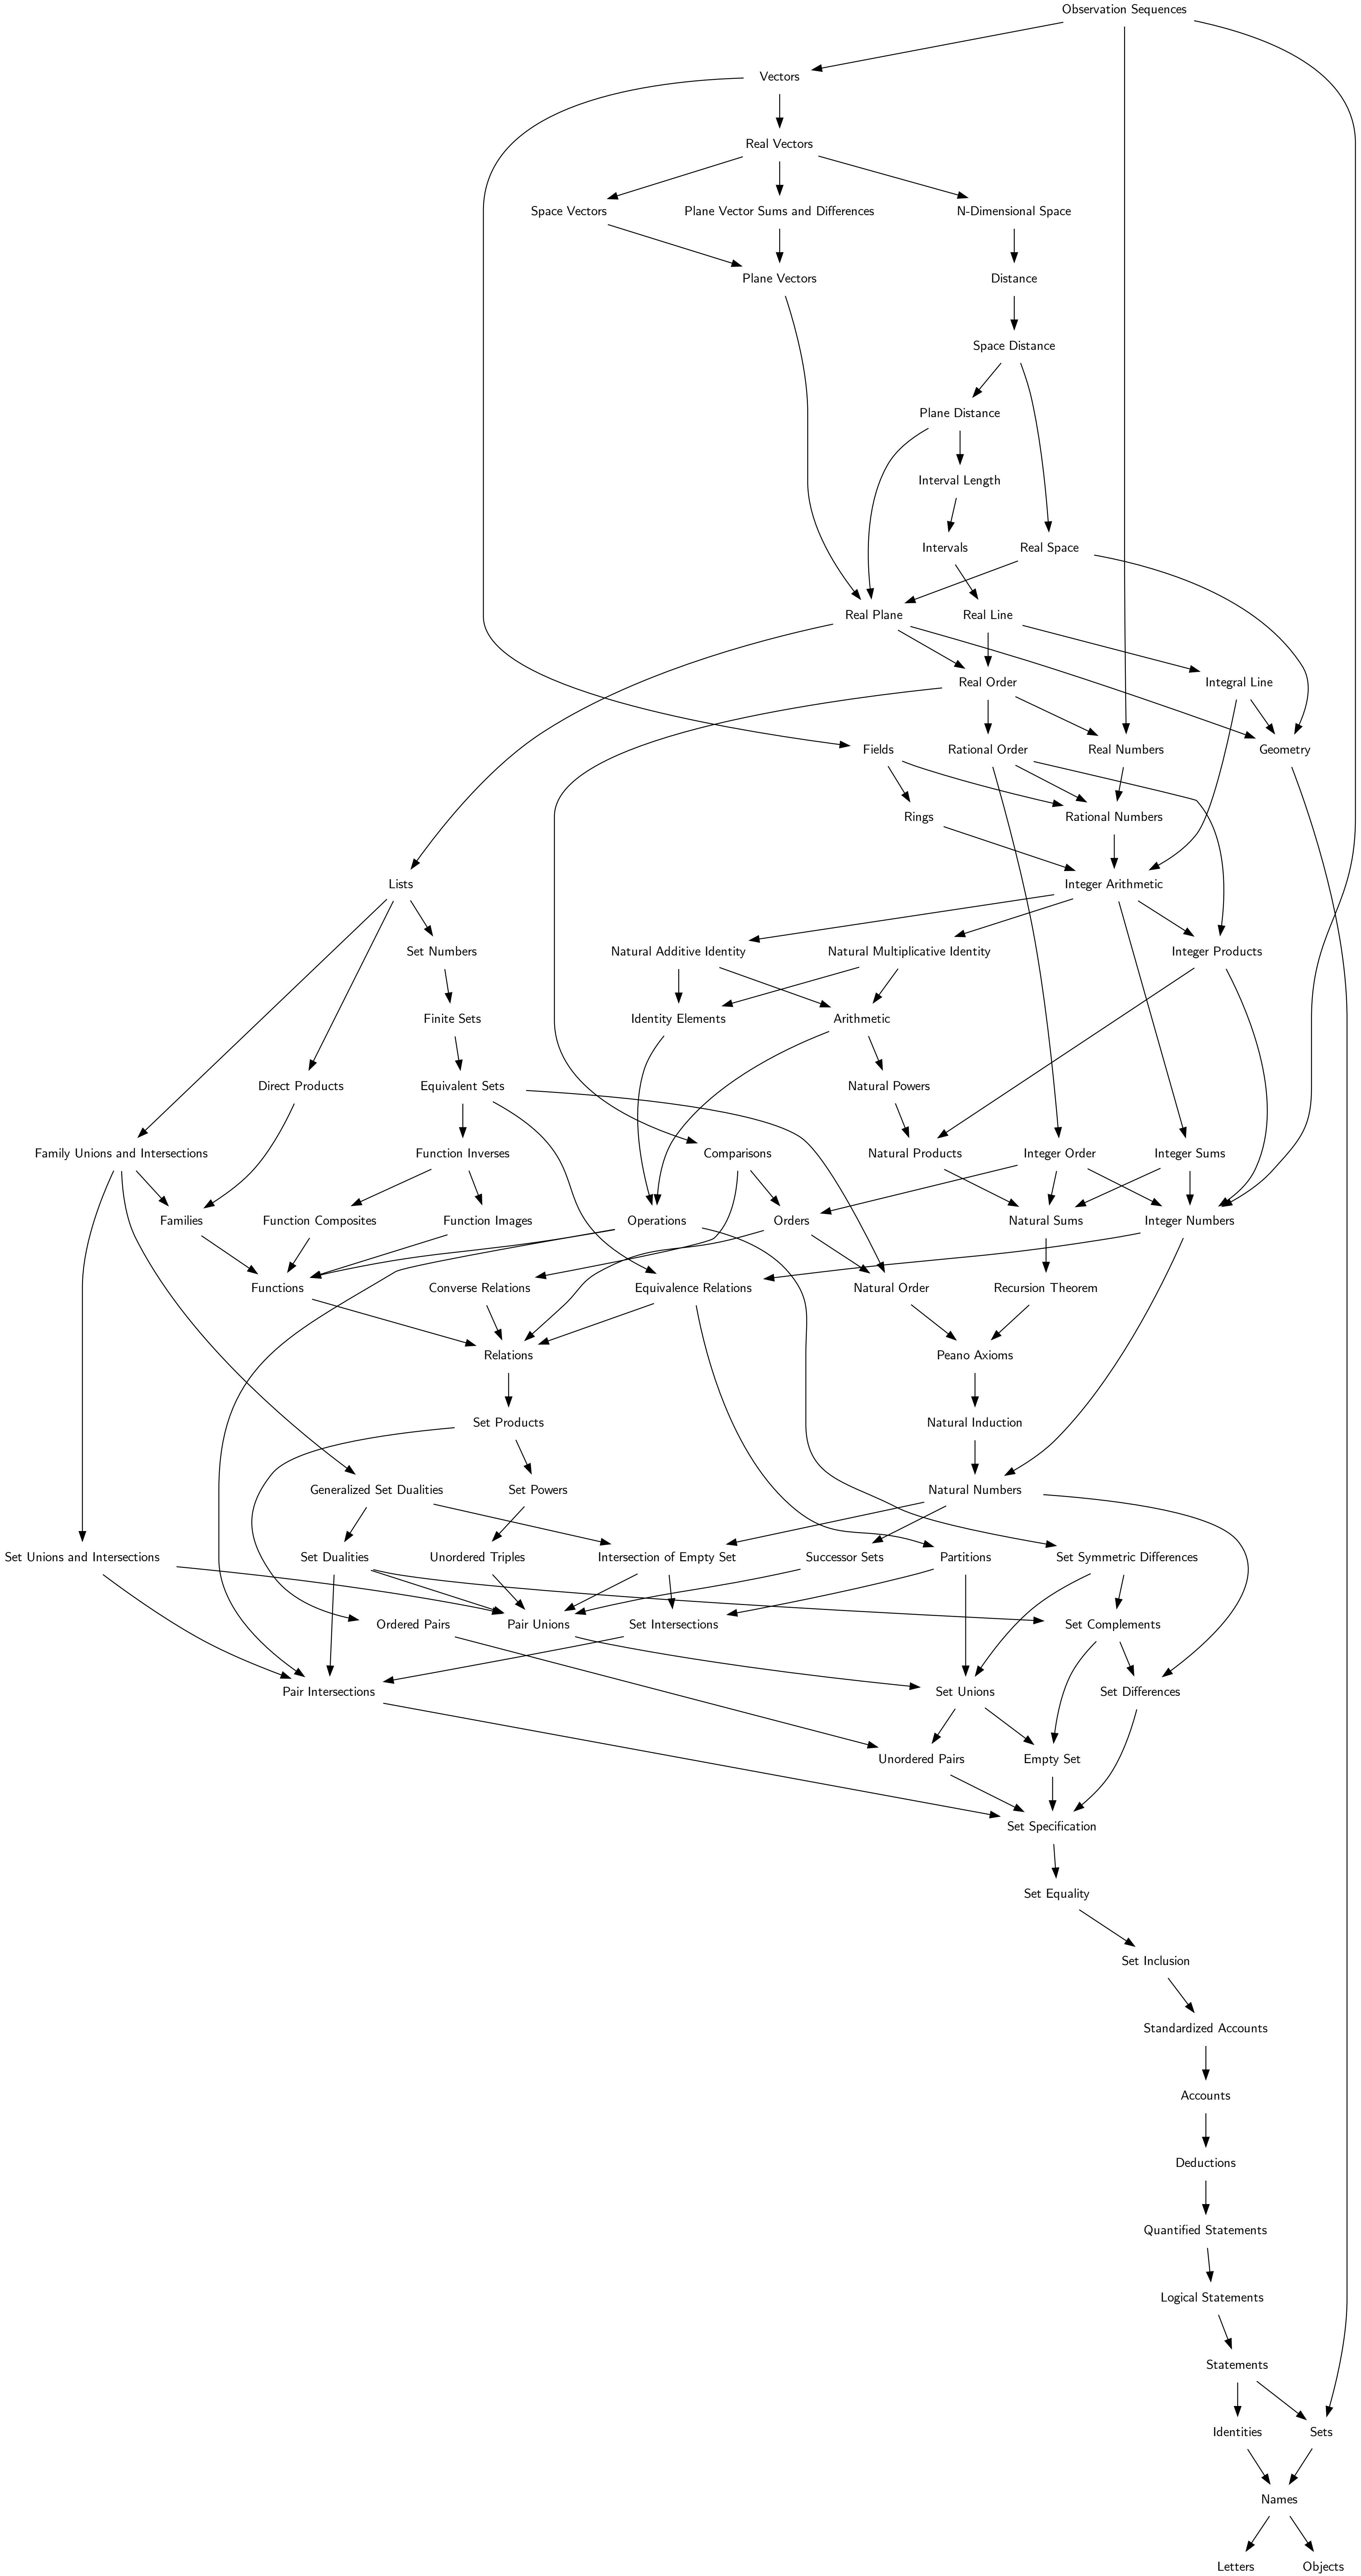 Observation Sequences
Vectors
Real Vectors
Space Vectors
Plane Vector Sums and Differences
N-Dimensional Space
Plane Vectors
Distance
Space Distance
Plane Distance
Interval Length
Intervals
Real Space
Real Plane
Real Line
Real Order
Integral Line
Fields
Rational Order
Real Numbers
Geometry
Rings
Rational Numbers
Lists
Integer Arithmetic
Set Numbers
Natural Additive Identity
Natural Multiplicative Identity
Integer Products
Finite Sets
Identity Elements
Arithmetic
Direct Products
Equivalent Sets
Natural Powers
Family Unions and Intersections
Function Inverses
Comparisons
Natural Products
Integer Order
Integer Sums
Families
Function Composites
Function Images
Operations
Orders
Natural Sums
Integer Numbers
Functions
Converse Relations
Equivalence Relations
Natural Order
Recursion Theorem
Relations
Peano Axioms
Set Products
Natural Induction
Generalized Set Dualities
Set Powers
Natural Numbers
Set Unions and Intersections
Set Dualities
Unordered Triples
Intersection of Empty Set
Successor Sets
Partitions
Set Symmetric Differences
Ordered Pairs
Pair Unions
Set Intersections
Set Complements
Pair Intersections
Set Unions
Set Differences
Unordered Pairs
Empty Set
Set Specification
Set Equality
Set Inclusion
Standardized Accounts
Accounts
Deductions
Quantified Statements
Logical Statements
Statements
Identities
Sets
Names
Letters
Objects